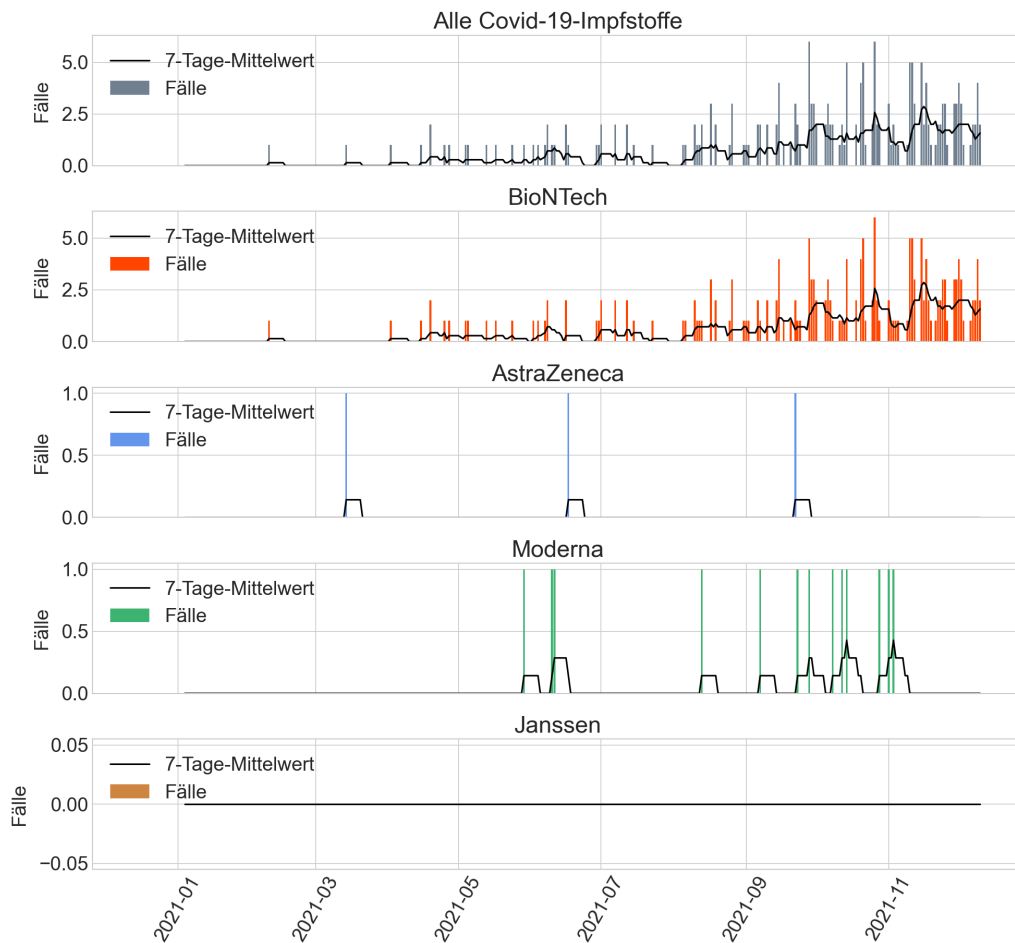 Alle Covid-19-Impfstoffe
7-Tage-Mittelwert
Fälle
Fälle
5.0
2.5
0.0
BioNTech
7-Tage-Mittelwert
Fälle
Fälle
5.0
2.5
0.0
AstraZeneca
7-Tage-Mittelwert
Fälle
Fälle
1.0
0.5
0.0
Moderna
7-Tage-Mittelwert
Fälle
Fälle
1.0
0.5
0.0
Janssen
7-Tage-Mittelwert
Fälle
Fälle
0.05
0.00
−0.05
2021-01
2021-03
2021-05
2021-07
2021-09
2021-11